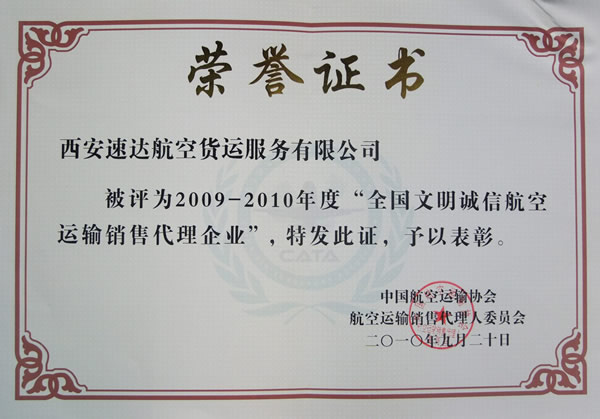 荣誉证书
西安速达航空货运服务有限公司
被评为2009-2010年度“全国文明诚信航空
运输销售代理企业”,特发此证,予以表彰。
CATA
中国航空运输协会
航空运输销售代理人委员会
二〇一〇年九月二十日